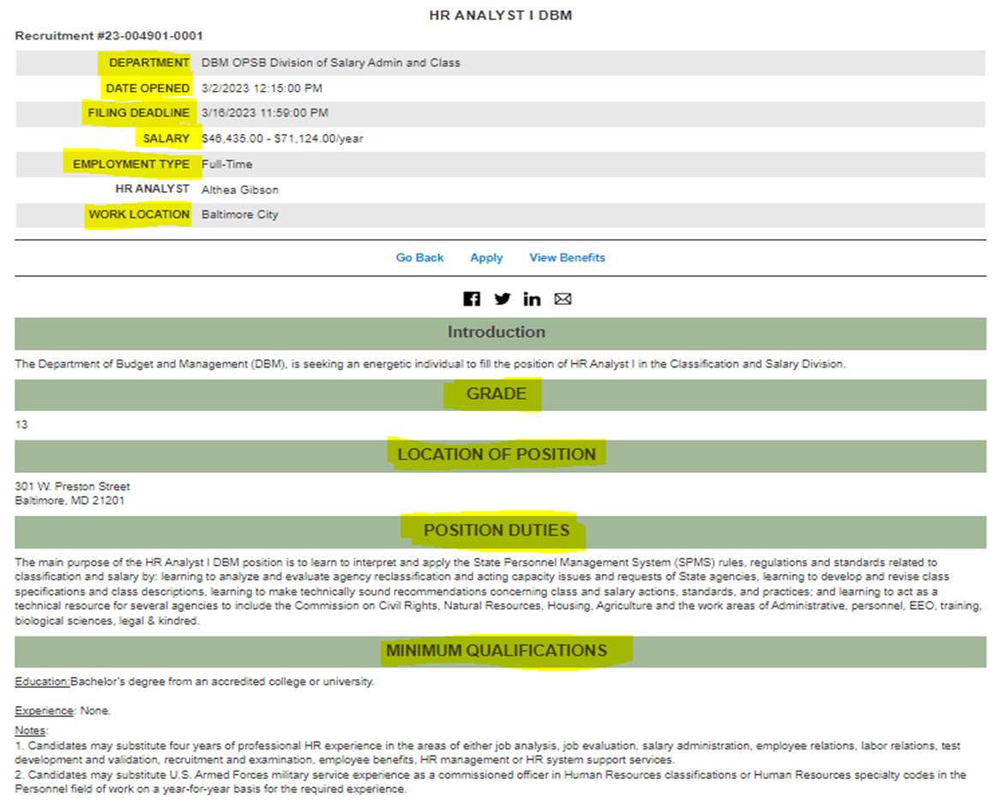 HR ANALYST I DBM
Recruitment #23-004901-0001
DEPARTMENT DBM OPSB Division of Salary Admin and Class
DATE OPENED 3/2/2023 12:15:00 PM
FILING DEADLINE 3/16/2023 11:59:00 PM
SALARY $46,435.00 - $71,124.00/year
EMPLOYMENT TYPE Full-Time
HR ANALYST Althea Gibson
WORK LOCATION Baltimore City
Go Back Apply View Benefits
Introduction
The Department of Budget and Management (DBM), is seeking an energetic individual to fill the position of HR Analyst I in the Classification and Salary Division.
GRADE
13
LOCATION OF POSITION
301 W. Preston Street
Baltimore, MD 21201
POSITION DUTIES
The main purpose of the HR Analyst I DBM position is to learn to interpret and apply the State Personnel Management System (SPMS) rules, regulations and standards related to
classification and salary by: learning to analyze and evaluate agency reclassification and acting capacity issues and requests of State agencies, learning to develop and revise class
specifications and class descriptions, learning to make technically sound recommendations concerning class and salary actions, standards, and practices; and learning to act as a
technical resource for several agencies to include the Commission on Civil Rights, Natural Resources, Housing, Agriculture and the work areas of Administrative, personnel, EEO, training,
biological sciences, legal & kindred.
MINIMUM QUALIFICATIONS
Education:Bachelor's degree from an accredited college or university.
Experience: None.
Notes:
1. Candidates may substitute four years of professional HR experience in the areas of either job analysis, job evaluation, salary administration, employee relations, labor relations, test
development and validation, recruitment and examination, employee benefits, HR management or HR system support services.
2. Candidates may substitute U.S. Armed Forces military service experience as a commissioned officer in Human Resources classifications or Human Resources specialty codes in the
Personnel field of work on a year-for-year basis for the required experience.